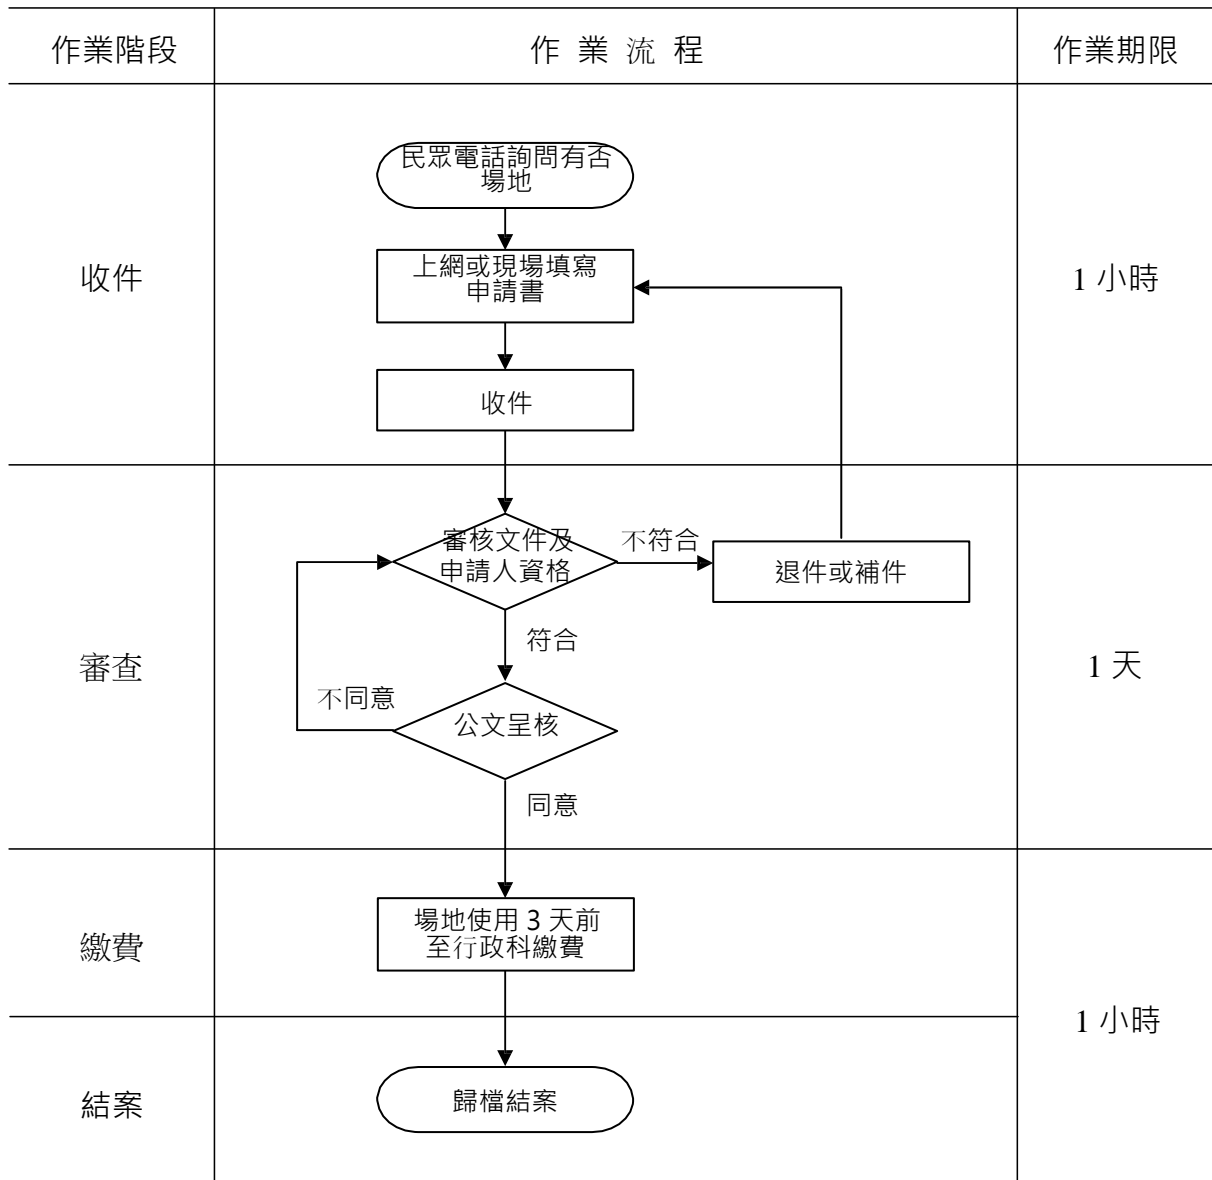 作業階段
作 業 流 程
作業期限
民眾電話詢問有否
場地
上網或現場填寫
申請書
收件
1 小時
收件
審核文件及
申請人資格
不符合
退件或補件
符合
審查
1 天
不同意
公文呈核
同意
場地使用 3 天前
至行政科繳費
繳費
1 小時
結案
歸檔結案